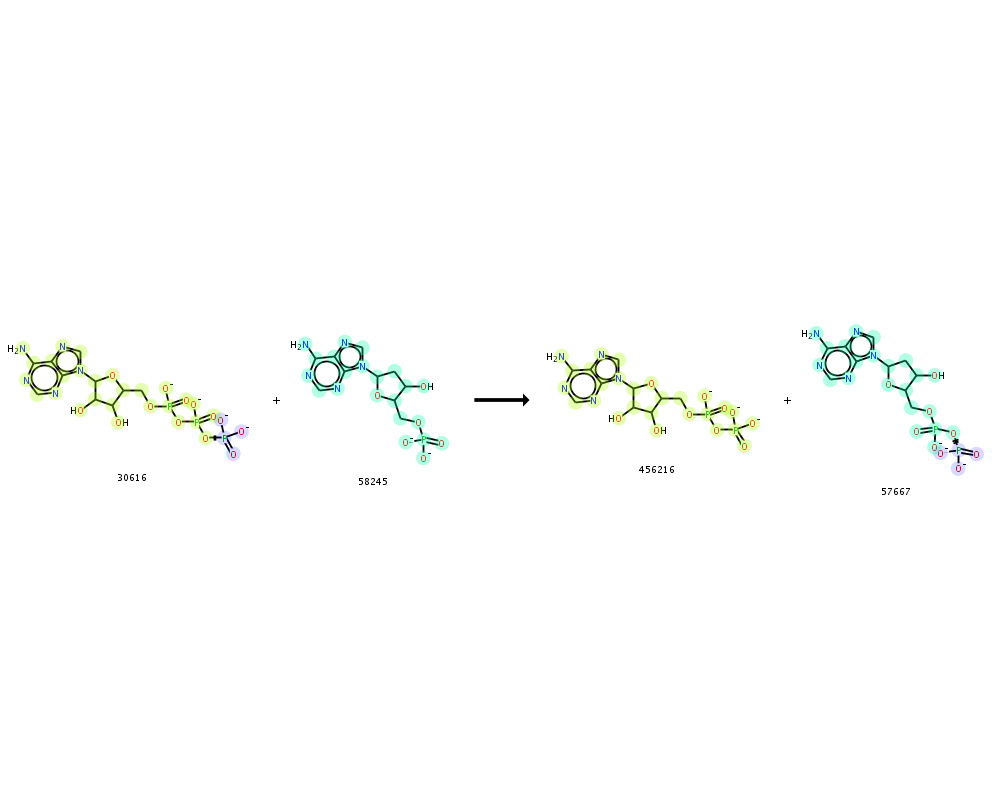 30616
+
58245
456216
+
57667
H₂N N N N N O HO OH O O⁻ P O O O⁻ P O O O⁻ P O⁻ O
H₂N N N N N O OH O O⁻ P O O⁻
H₂N N N N N O HO OH O O⁻ P O O O⁻ P O⁻ O
H₂N N N N N O OH O O P O O⁻ O⁻ P O O⁻